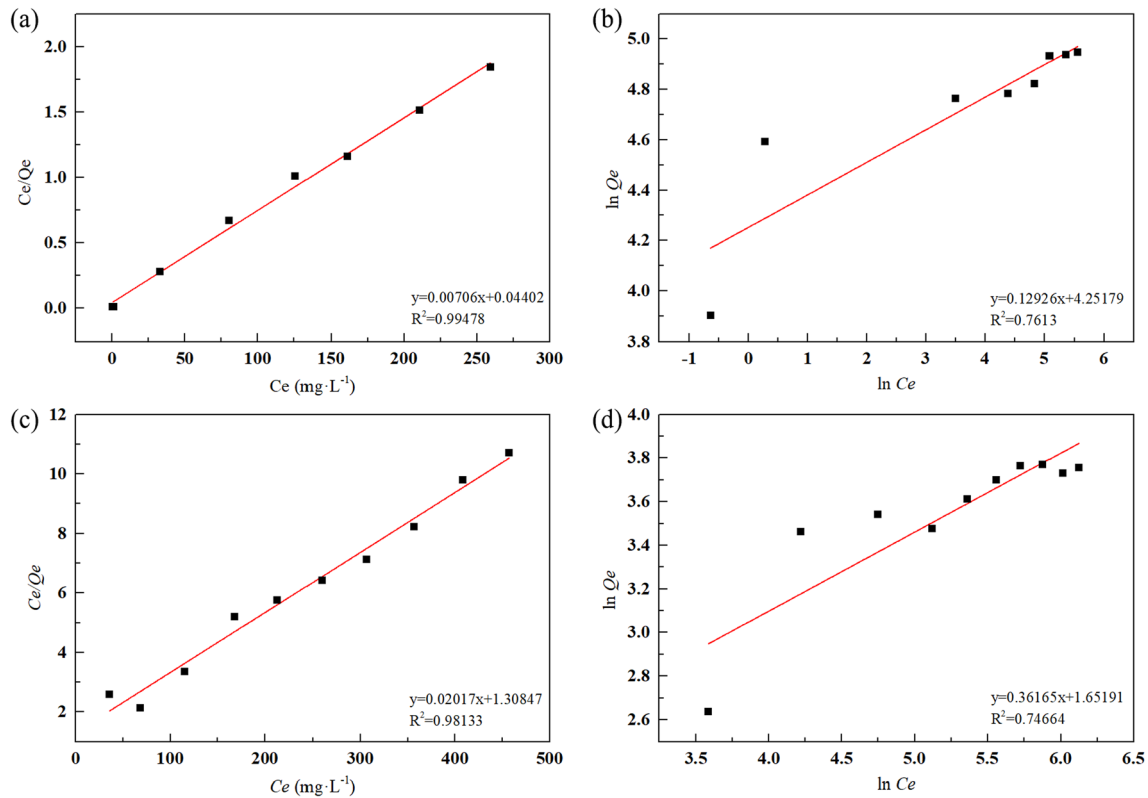 (a)
2.0
1.5
1.0
0.5
0.0
Ce/Qe
y=0.00706x+0.04402
R²=0.99478
0 50 100 150 200 250 300
Ce (mg·L⁻¹)
(b)
5.0
4.8
4.6
4.4
4.2
4.0
3.8
ln Qe
y=0.12926x+4.25179
R²=0.7613
-1 0 1 2 3 4 5 6
ln Ce
(c)
12
10
8
6
4
2
Ce/Qe
y=0.02017x+1.30847
R²=0.98133
0 100 200 300 400 500
Ce (mg·L⁻¹)
(d)
4.0
3.8
3.6
3.4
3.2
3.0
2.8
2.6
ln Qe
y=0.36165x+1.65191
R²=0.74664
3.5 4.0 4.5 5.0 5.5 6.0 6.5
ln Ce